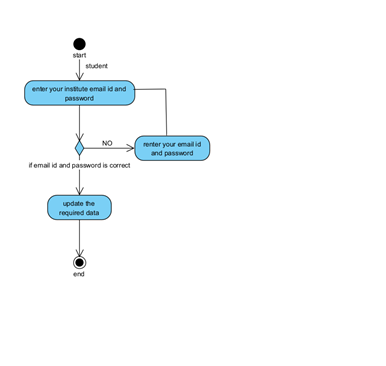 start
student
enter your institute email id and
password
NO
renter your email id
and password
if email id and password is correct
update the
required data
end